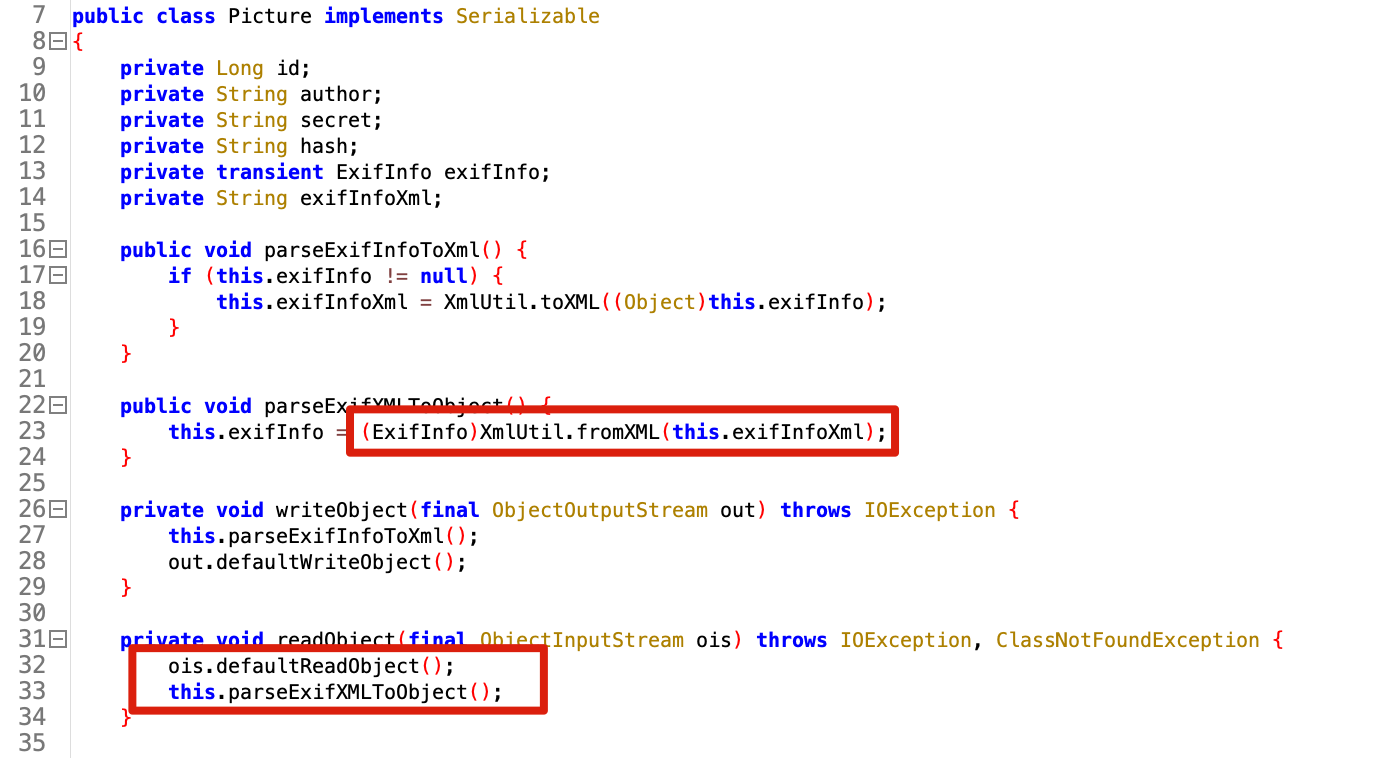 7 public class Picture implements Serializable
8 {
9 private Long id;
10 private String author;
11 private String secret;
12 private String hash;
13 private transient ExifInfo exifInfo;
14 private String exifInfoXml;
15
16 public void parseExifInfoToXml() {
17 if (this.exifInfo != null) {
18 this.exifInfoXml = XmlUtil.toXML((Object)this.exifInfo);
19 }
20 }
21
22 public void parseExifXMLToObject() {
23 this.exifInfo = (ExifInfo)XmlUtil.fromXML(this.exifInfoXml);
24 }
25
26 private void writeObject(final ObjectOutputStream out) throws IOException {
27 this.parseExifInfoToXml();
28 out.defaultWriteObject();
29 }
30
31 private void readObject(final ObjectInputStream ois) throws IOException, ClassNotFoundException {
32 ois.defaultReadObject();
33 this.parseExifXMLToObject();
34 }
35